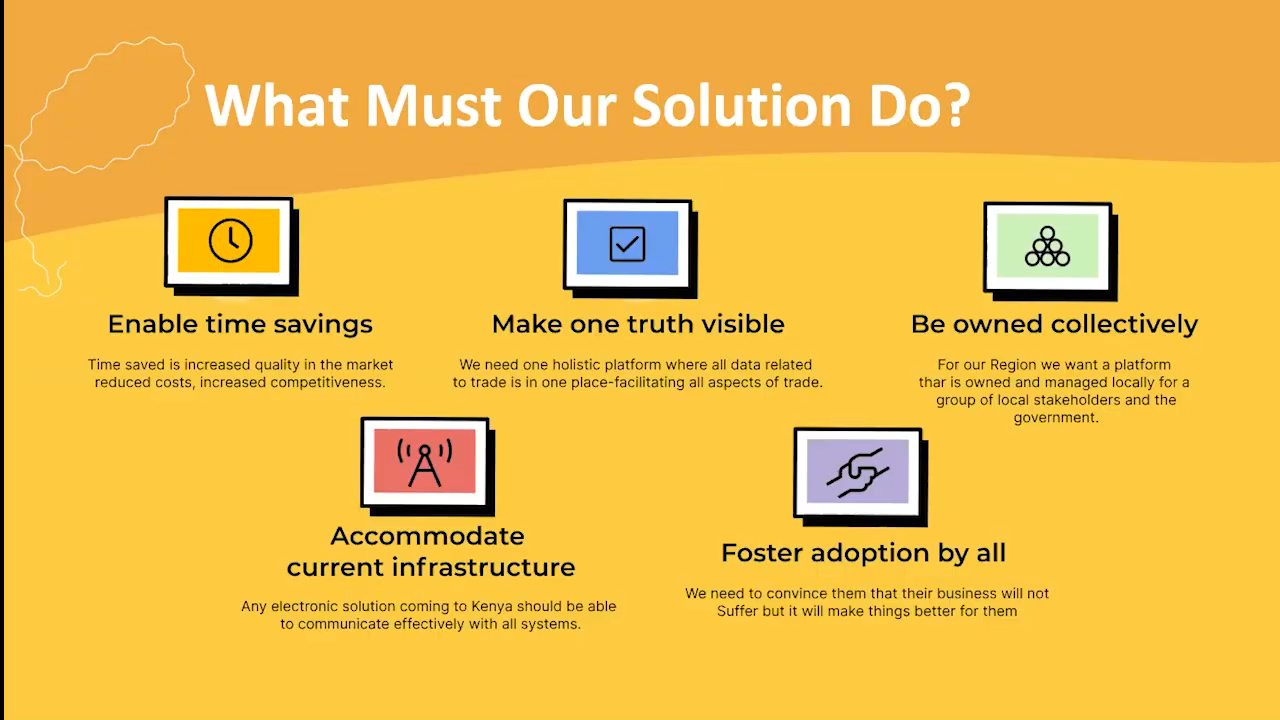 What Must Our Solution Do?
Enable time savings
Time saved is increased quality in the market
reduced costs, increased competitiveness.
Make one truth visible
We need one holistic platform where all data related
to trade is in one place-facilitating all aspects of trade.
Be owned collectively
For our Region we want a platform
thar is owned and managed locally for a
group of local stakeholders and the
government.
Accommodate
current infrastructure
Any electronic solution coming to Kenya should be able
to communicate effectively with all systems.
Foster adoption by all
We need to convince them that their business will not
Suffer but it will make things better for them